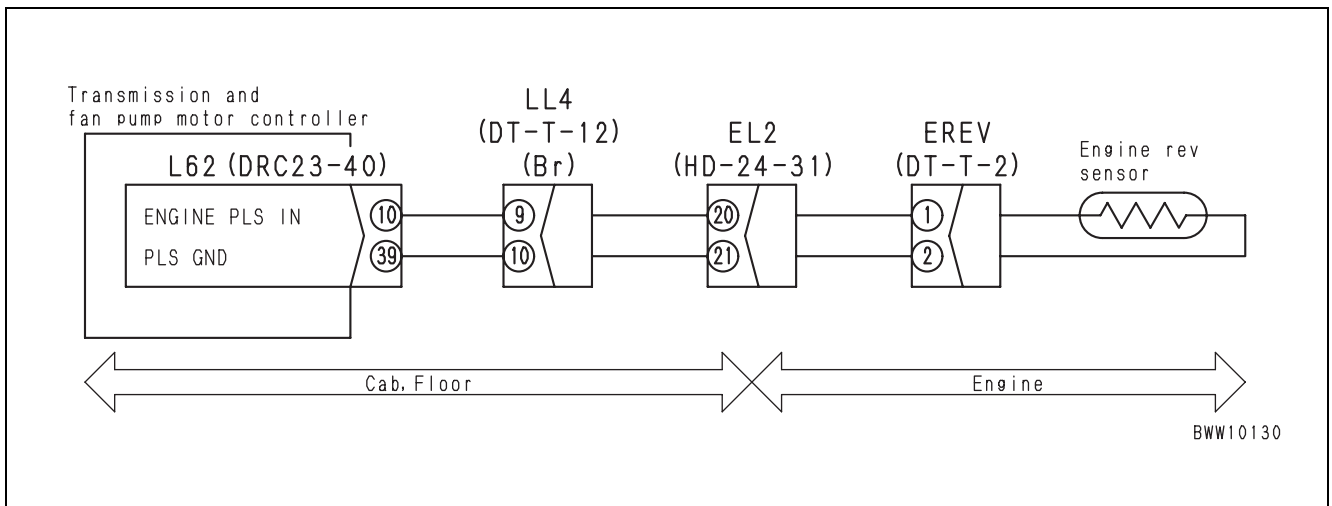 Transmission and
fan pump motor controller
L62 (DRC23-40)
ENGINE PLS IN
PLS GND
10
39
LL4
(DT-T-12)
(Br)
9
10
EL2
(HD-24-31)
20
21
EREV
(DT-T-2)
1
2
Engine rev
sensor
Cab, Floor
Engine
BWW10130